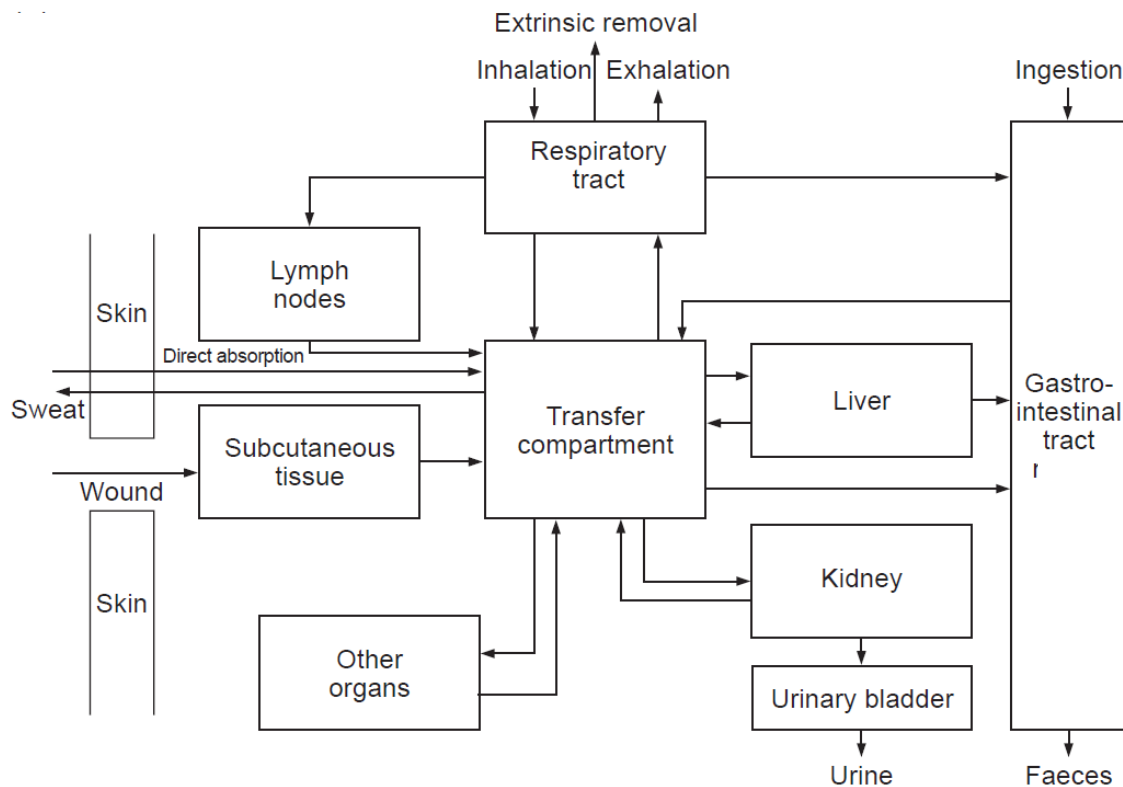 Extrinsic removal
Inhalation
Exhalation
Ingestion
Respiratory
tract
Lymph
nodes
Skin
Direct absorption
Sweat
Transfer
compartment
Liver
Gastro-
intestinal
tract
Subcutaneous
tissue
Wound
Skin
Kidney
Other
organs
Urinary bladder
Urine
Faeces